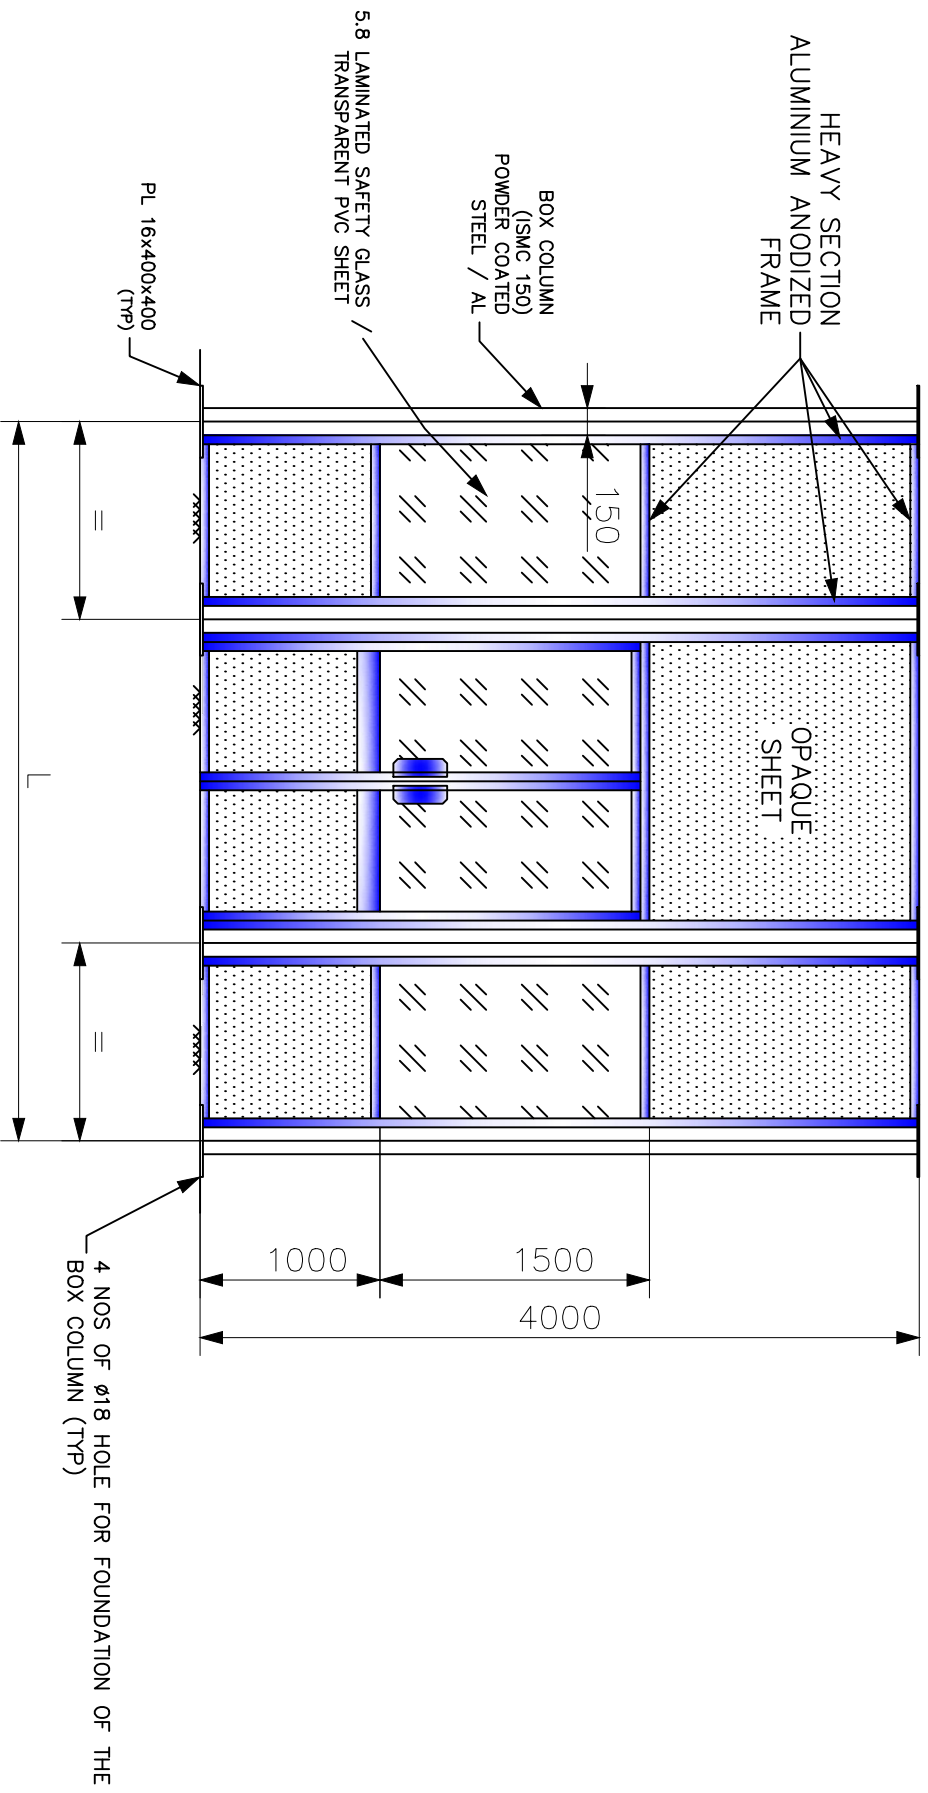 HEAVY SECTION
ALUMINIUM ANODIZED
FRAME
BOX COLUMN
(ISMC 150)
POWDER COATED
STEEL / AL
5.8 LAMINATED SAFETY GLASS /
TRANSPARENT PVC SHEET
PL 16x400x400
(TYP)
150
OPAQUE
SHEET
=
=
L
1000
1500
4000
4 NOS OF ø18 HOLE FOR FOUNDATION OF THE
BOX COLUMN (TYP)